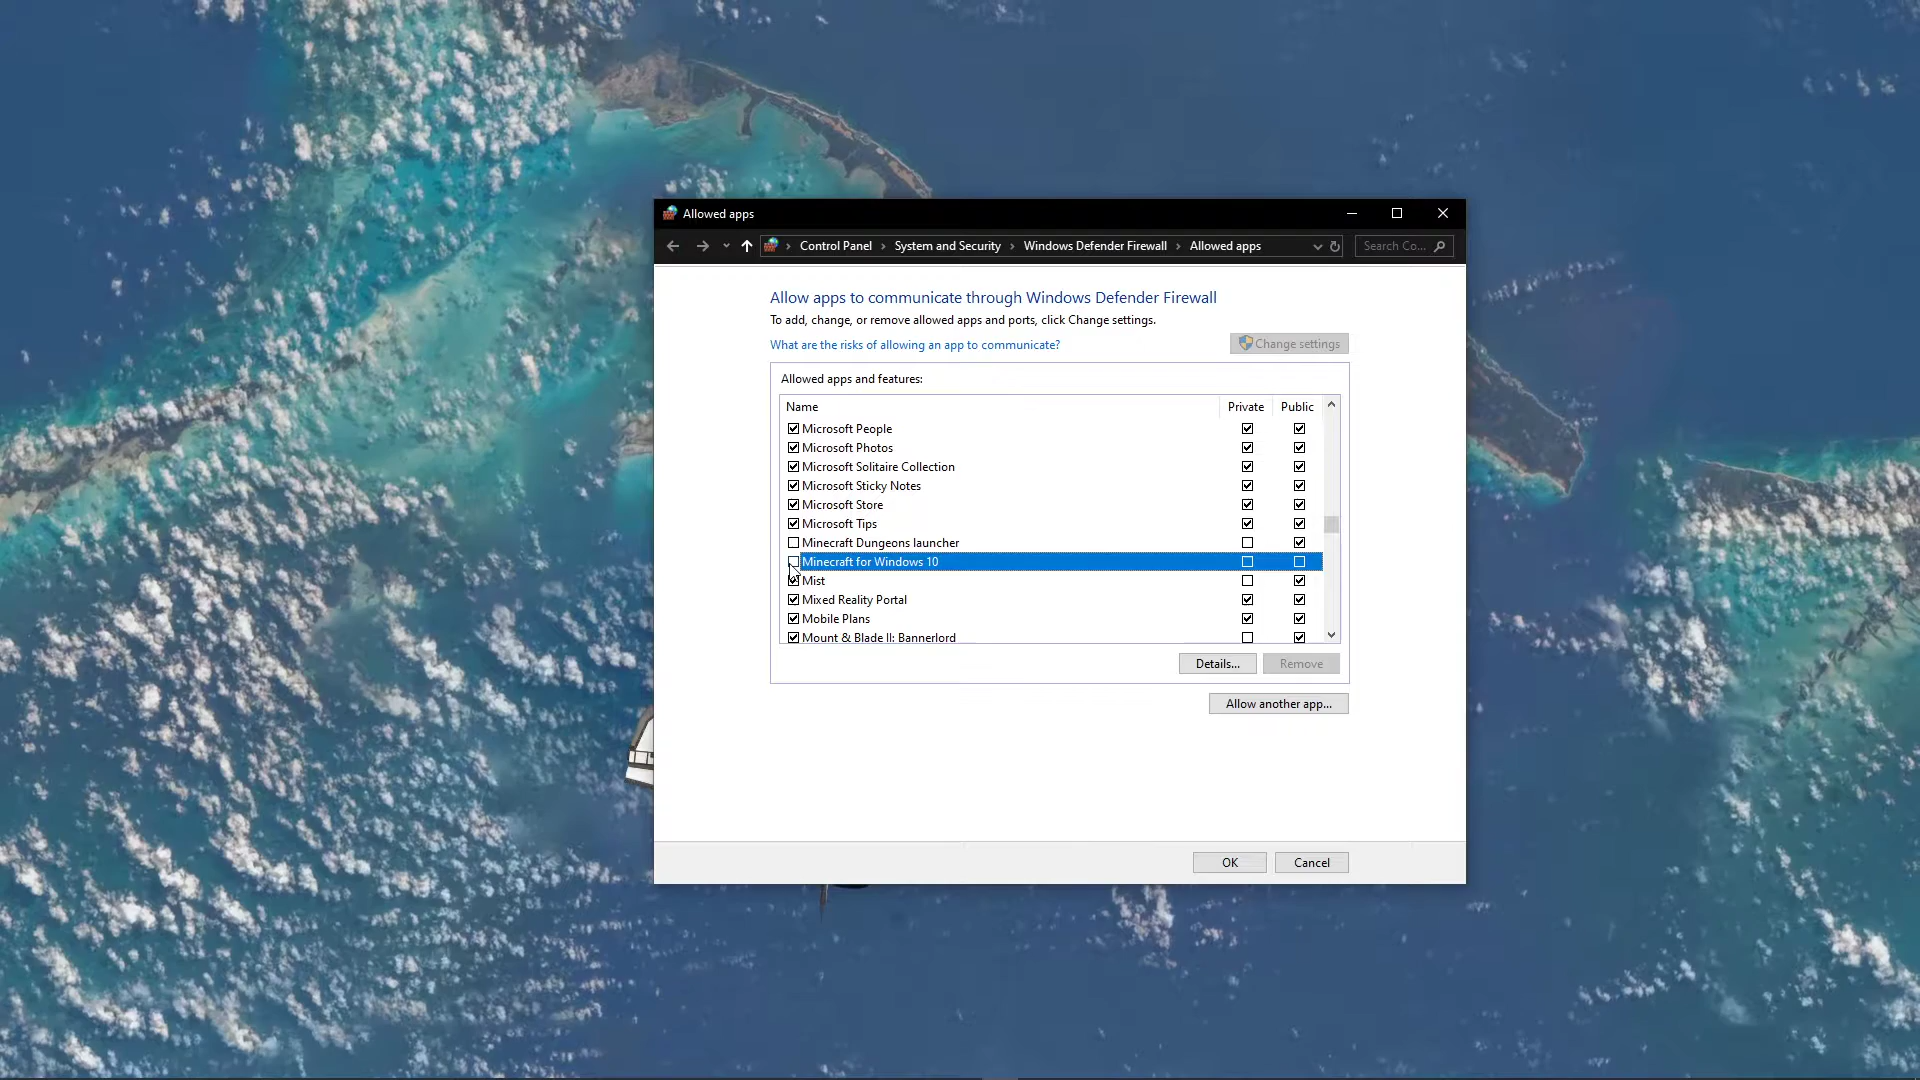 Allowed apps
Control Panel System and Security Windows Defender Firewall Allowed apps Search Co...
Allow apps to communicate through Windows Defender Firewall
To add, change, or remove allowed apps and ports, click Change settings.
What are the risks of allowing an app to communicate? Change settings
Allowed apps and features:
Name Private Public
Microsoft People
Microsoft Photos
Microsoft Solitaire Collection
Microsoft Sticky Notes
Microsoft Store
Microsoft Tips
Minecraft Dungeons launcher
Minecraft for Windows 10
Mist
Mixed Reality Portal
Mobile Plans
Mount & Blade II: Bannerlord
Details... Remove
Allow another app...
OK Cancel